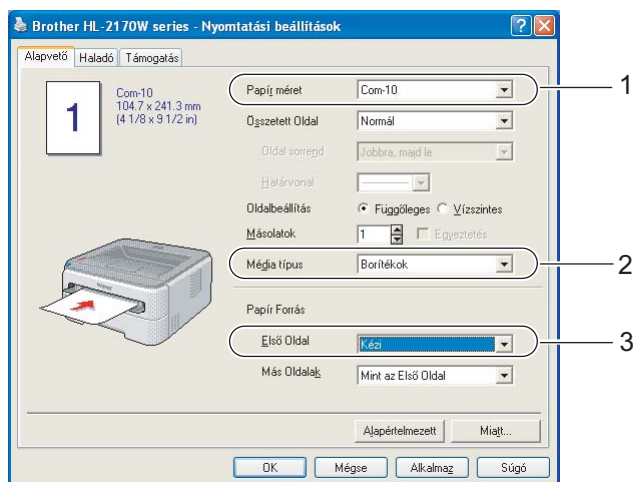 Brother HL-2170W series - Nyomtatási beállítások
Alapvető Haladó Támogatás
1
Com-10
104.7 x 241.3 mm
(4 1/8 x 9 1/2 in)
Papír méret Com-10 1
Összetett Oldal Normál
Oldal sorrend Jobbra, majd le
Határvonal
Oldalbeállítás Függőleges Vízszintes
Másolatok 1 Egyeztetés
Média típus Borítékok 2
Papír Forrás
Első Oldal Kézi 3
Más Oldalak Mint az Első Oldal
Alapértelmezett Miatt...
OK Mégse Alkalmaz Súgó